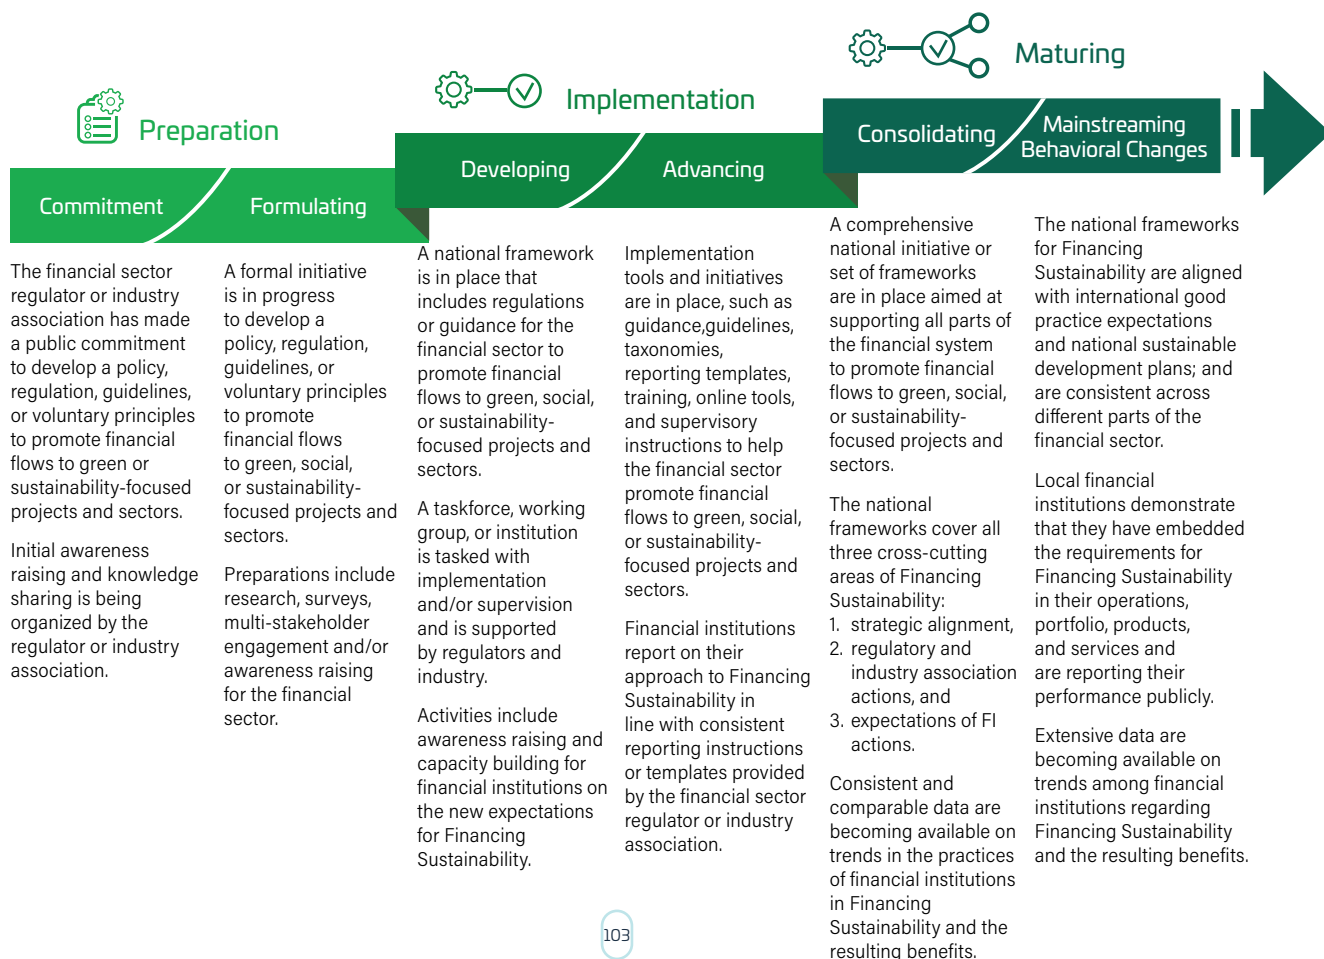 Preparation
Commitment
Formulating
The financial sector
regulator or industry
association has made
a public commitment
to develop a policy,
regulation, guidelines,
or voluntary principles
to promote financial
flows to green or
sustainability-focused
projects and sectors.
Initial awareness
raising and knowledge
sharing is being
organized by the
regulator or industry
association.
A formal initiative
is in progress
to develop a
policy, regulation,
guidelines, or
voluntary principles
to promote
financial flows
to green, social,
or sustainability-
focused projects and
sectors.
Preparations include
research, surveys,
multi-stakeholder
engagement and/or
awareness raising
for the financial
sector.
Implementation
Developing
Advancing
A national framework
is in place that
includes regulations
or guidance for the
financial sector to
promote financial
flows to green, social,
or sustainability-
focused projects and
sectors.
A taskforce, working
group, or institution
is tasked with
implementation
and/or supervision
and is supported
by regulators and
industry.
Activities include
awareness raising and
capacity building for
financial institutions on
the new expectations
for Financing
Sustainability.
Implementation
tools and initiatives
are in place, such as
guidance,guidelines,
taxonomies,
reporting templates,
training, online tools,
and supervisory
instructions to help
the financial sector
promote financial
flows to green, social,
or sustainability-
focused projects and
sectors.
Financial institutions
report on their
approach to Financing
Sustainability in
line with consistent
reporting instructions
or templates provided
by the financial sector
regulator or industry
association.
Maturing
Consolidating
Mainstreaming
Behavioral Changes
A comprehensive
national initiative or
set of frameworks
are in place aimed at
supporting all parts of
the financial system
to promote financial
flows to green, social,
or sustainability-
focused projects and
sectors.
The national
frameworks cover all
three cross-cutting
areas of Financing
Sustainability:
1. strategic alignment,
2. regulatory and
industry association
actions, and
3. expectations of FI
actions.
Consistent and
comparable data are
becoming available on
trends in the practices
of financial institutions
in Financing
Sustainability and the
resulting benefits.
The national frameworks
for Financing
Sustainability are aligned
with international good
practice expectations
and national sustainable
development plans; and
are consistent across
different parts of the
financial sector.
Local financial
institutions demonstrate
that they have embedded
the requirements for
Financing Sustainability
in their operations,
portfolio, products,
and services and
are reporting their
performance publicly.
Extensive data are
becoming available on
trends among financial
institutions regarding
Financing Sustainability
and the resulting benefits.
103